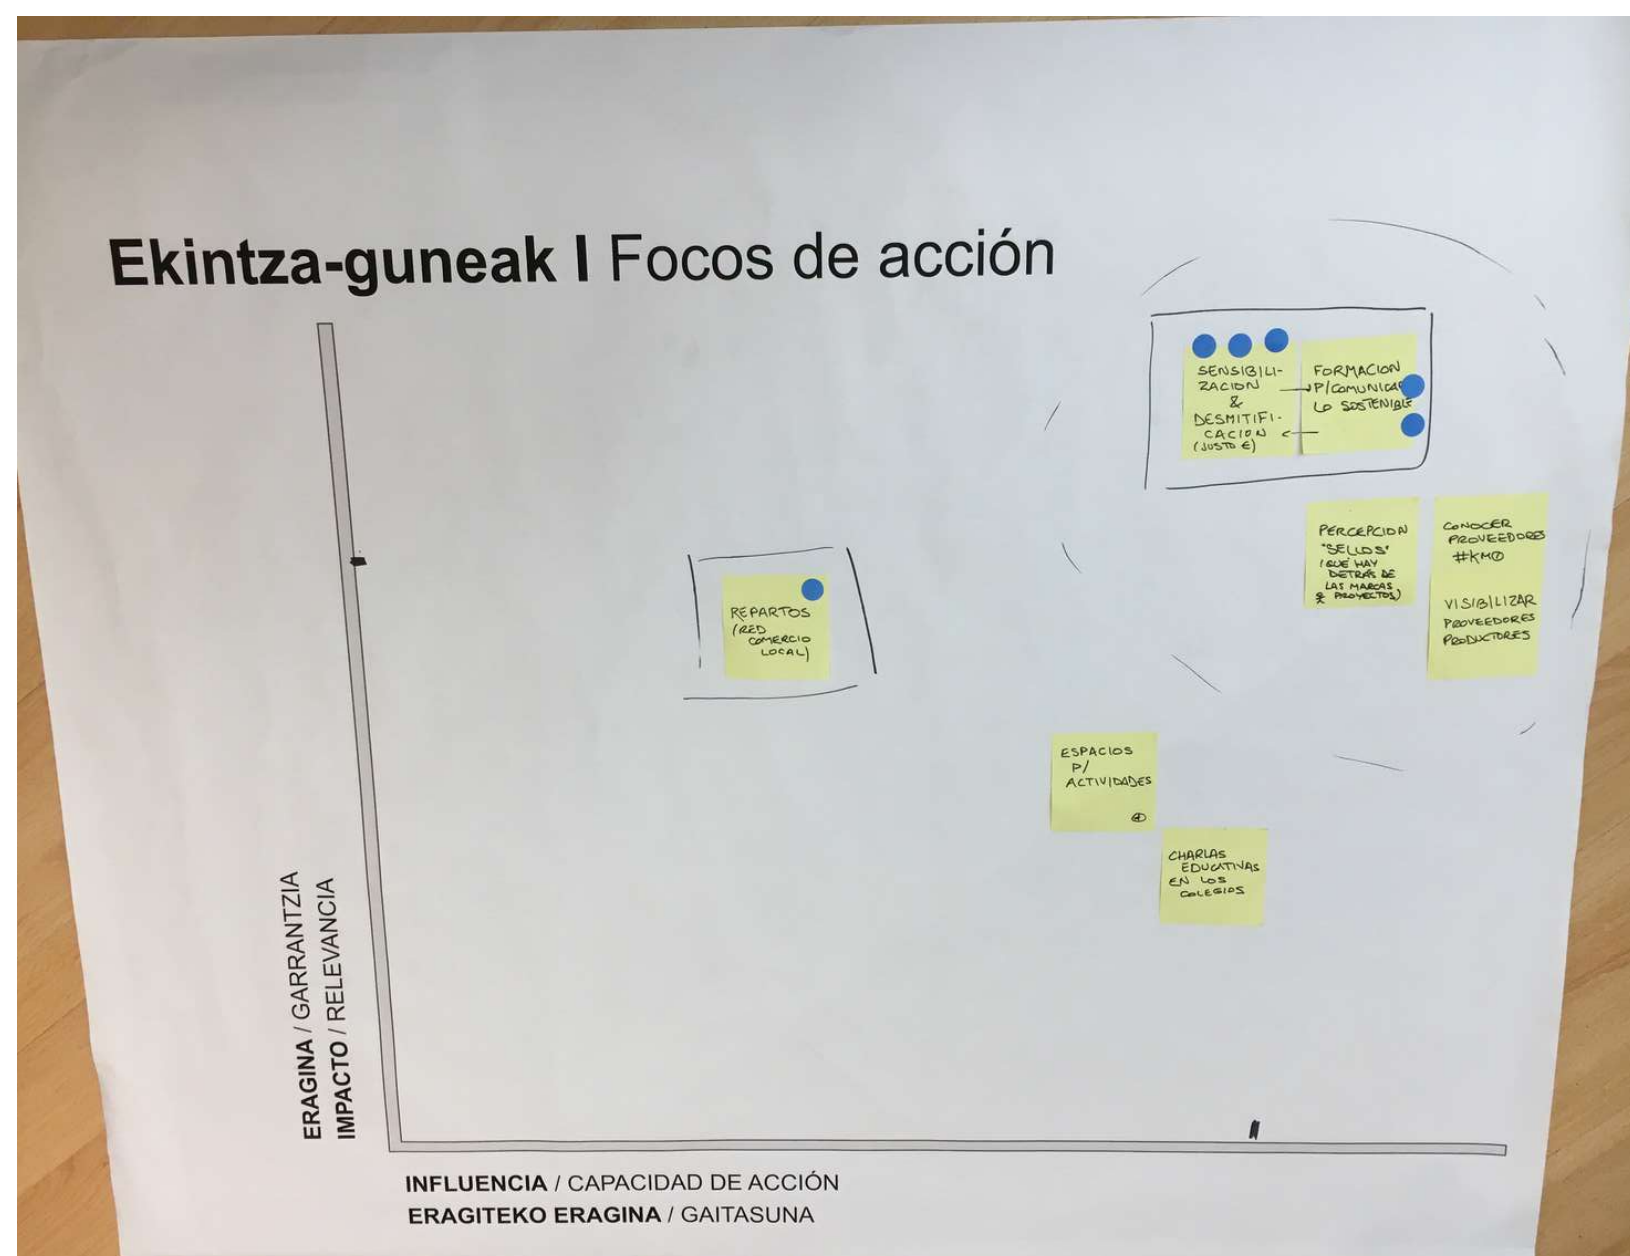 Ekintza-guneak I Focos de acción
SENSIBILI-
ZACION
&
DESMITIFI-
CACION
(JUSTO €)
FORMACION
P/COMUNICAR
LO SOSTENIBLE
PERCEPCION
"SELLOS"
(QUÉ HAY
DETRÁS DE
LAS MARCAS
& PROYECTOS)
CONOCER
PROVEEDORES
#KM0
VISIBILIZAR
PROVEEDORES
PRODUCTORES
REPARTOS
(RED
COMERCIO
LOCAL)
ESPACIOS
P/
ACTIVIDADES
CHARLAS
EDUCATIVAS
EN LOS
COLEGIOS
ERAGINA / GARRANTZIA
IMPACTO / RELEVANCIA
INFLUENCIA / CAPACIDAD DE ACCIÓN
ERAGITEKO ERAGINA / GAITASUNA